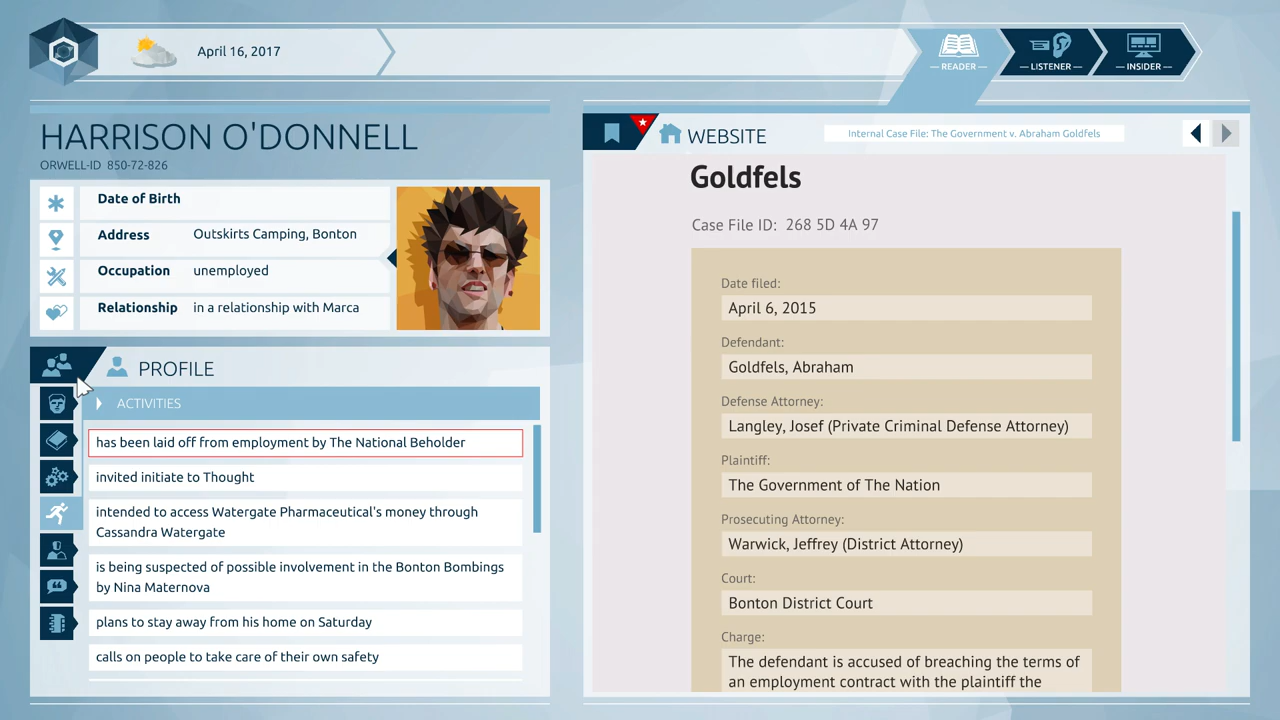 April 16, 2017
— READER —
— LISTENER —
— INSIDER —
HARRISON O'DONNELL
ORWELL-ID 850-72-826
Date of Birth
Address Outskirts Camping, Bonton
Occupation unemployed
Relationship in a relationship with Marca
PROFILE
ACTIVITIES
has been laid off from employment by The National Beholder
invited initiate to Thought
intended to access Watergate Pharmaceutical's money through
Cassandra Watergate
is being suspected of possible involvement in the Bonton Bombings
by Nina Maternova
plans to stay away from his home on Saturday
calls on people to take care of their own safety
WEBSITE
Internal Case File: The Government v. Abraham Goldfels
Goldfels
Case File ID: 268 5D 4A 97
Date filed:
April 6, 2015
Defendant:
Goldfels, Abraham
Defense Attorney:
Langley, Josef (Private Criminal Defense Attorney)
Plaintiff:
The Government of The Nation
Prosecuting Attorney:
Warwick, Jeffrey (District Attorney)
Court:
Bonton District Court
Charge:
The defendant is accused of breaching the terms of
an employment contract with the plaintiff the